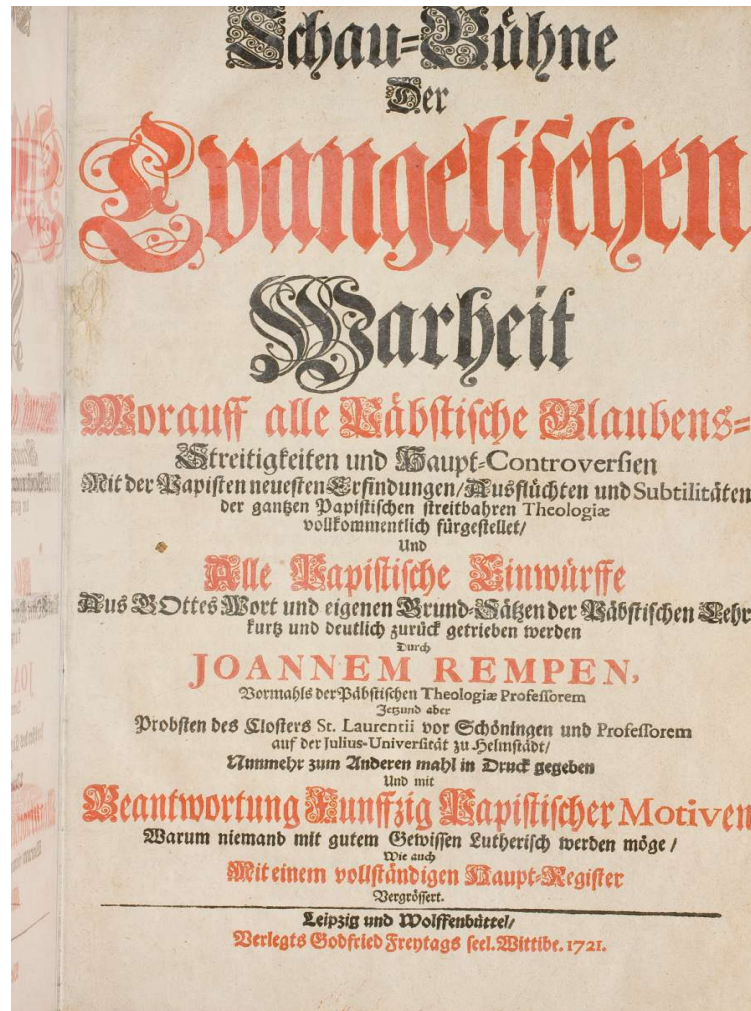 Schau-Bühne
Der
Evangelischen
Warheit
Worauff alle Päbstische Glaubens-
Streitigkeiten und Haupt-Controversien
Mit der Papisten neuesten Erfindungen/Ausflüchten und Subtilitäten
der gantzen Papistischen streitbahren Theologiæ
vollkommentlich fürgestellet/
Und
Alle Papistische Einwürffe
Aus GOttes Wort und eigenen Grund-Sätzen der Päbstischen Lehr
kurtz und deutlich zurück getrieben werden
Durch
JOANNEM REMPEN,
Vormahls der Päbstischen Theologiæ Professorem
Jetzund aber
Probsten des Closters St. Laurentii vor Schöningen und Professorem
auf der Julius-Universität zu Helmstädt/
Nunmehr zum Anderen mahl in Druck gegeben
Und mit
Beantwortung Funffzig Papistischer Motiven
Warum niemand mit gutem Gewissen Lutherisch werden möge /
Wie auch
Mit einem vollständigen Haupt-Register
Vergrössert.
Leipzig und Wolffenbüttel/
Verlegts Godfried Freytags seel. Wittibe. 1721.